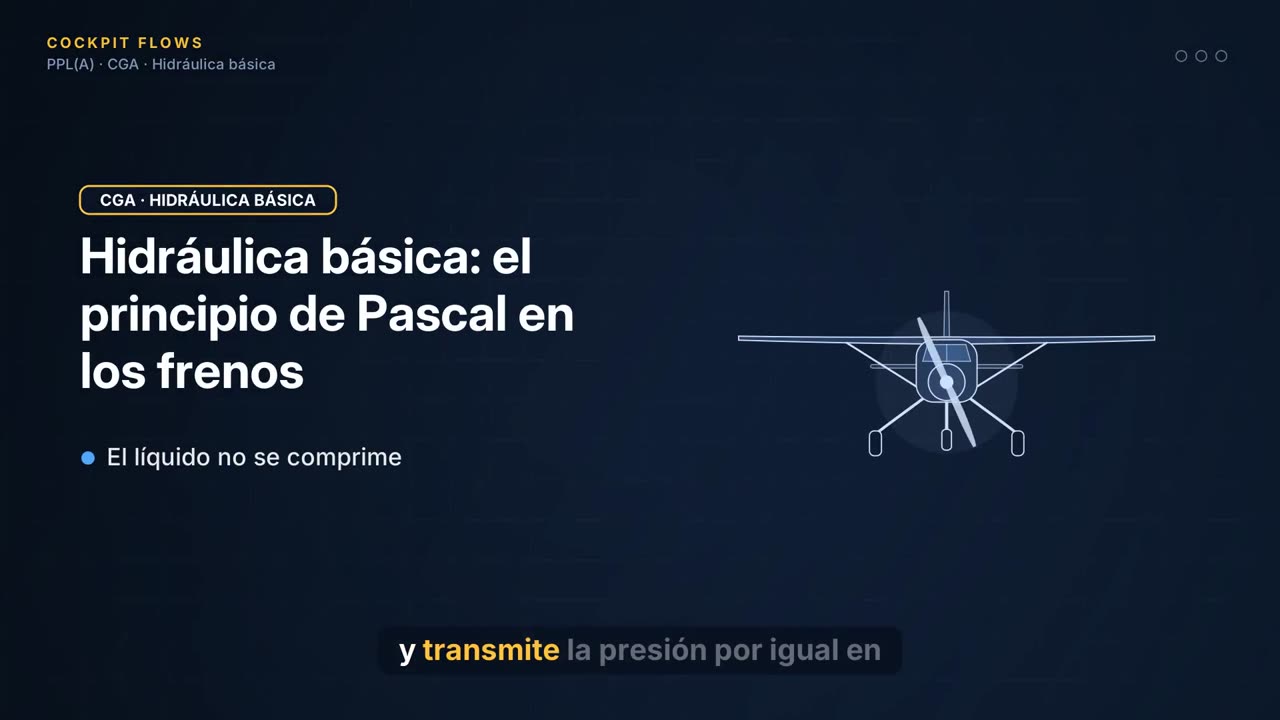 COCKPIT FLOWS
PPL(A) · CGA · Hidráulica básica
CGA · HIDRÁULICA BÁSICA
Hidráulica básica: el
principio de Pascal en
los frenos
El líquido no se comprime
y transmite la presión por igual en